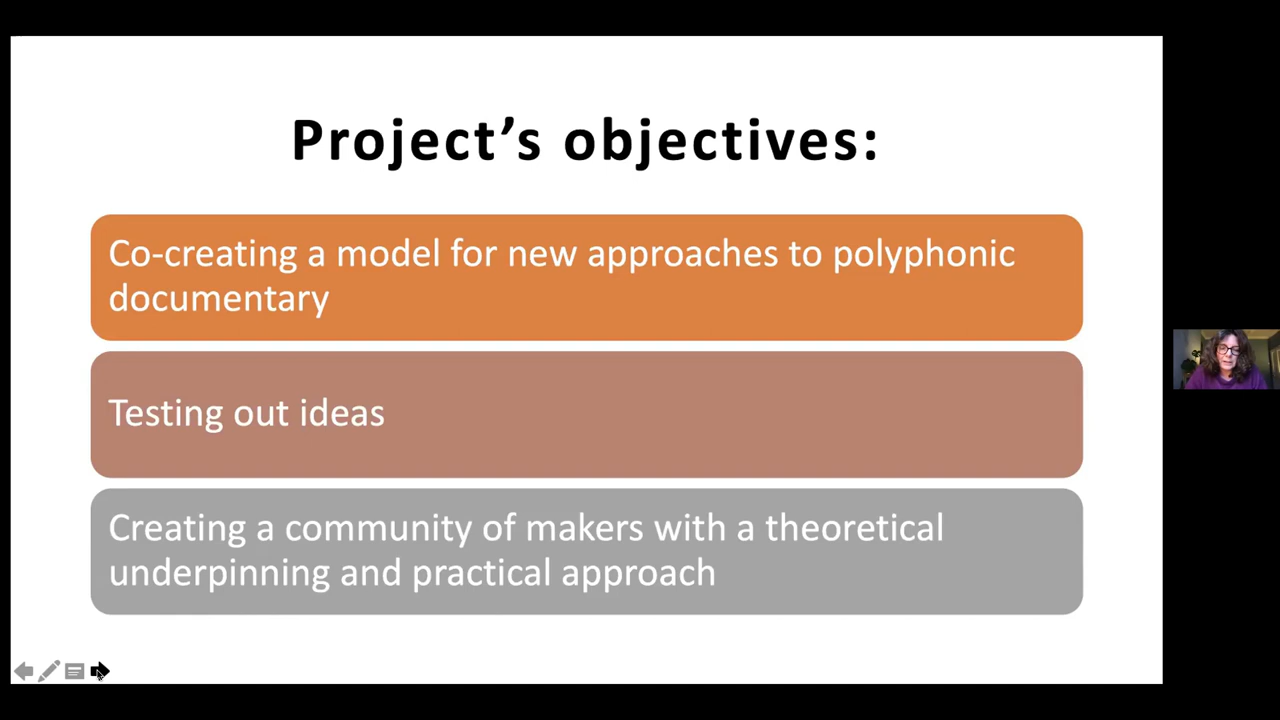 Project’s objectives:
Co-creating a model for new approaches to polyphonic
documentary
Testing out ideas
Creating a community of makers with a theoretical
underpinning and practical approach